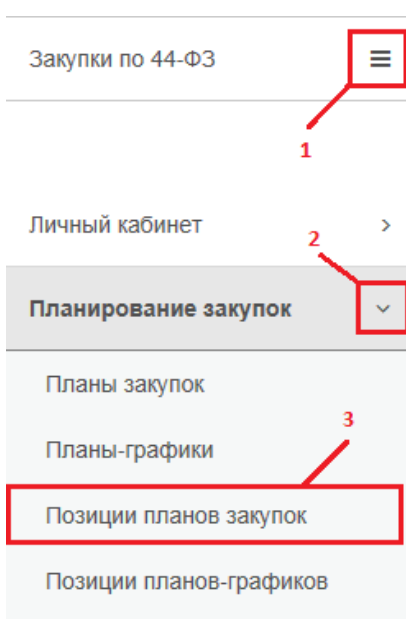 Закупки по 44-ФЗ
1
Личный кабинет
2
Планирование закупок
Планы закупок
Планы-графики
3
Позиции планов закупок
Позиции планов-графиков